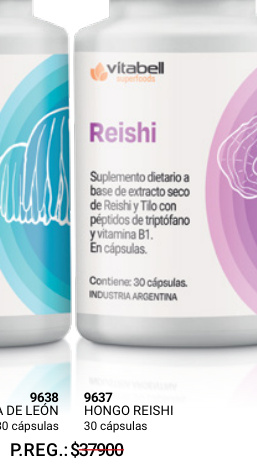 vitabell
superfoods
Reishi
Suplemento dietario a
base de extracto seco
de Reishi y Tilo con
péptidos de triptófano
y vitamina B1.
En cápsulas.
Contiene: 30 cápsulas.
INDUSTRIA ARGENTINA
9638
A DE LEÓN
30 cápsulas
9637
HONGO REISHI
30 cápsulas
P.REG.: $37900